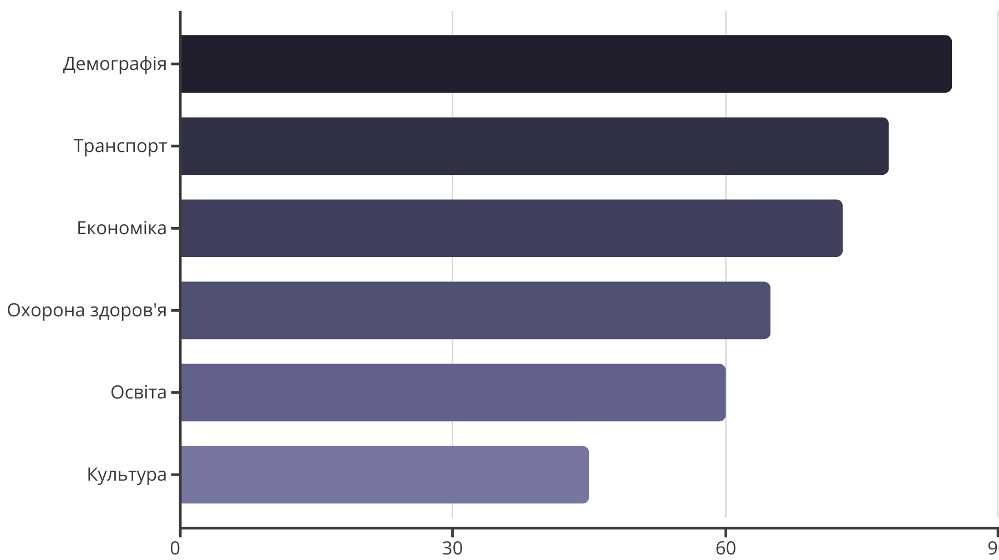 Демографія
Транспорт
Економіка
Охорона здоров'я
Освіта
Культура
0 30 60